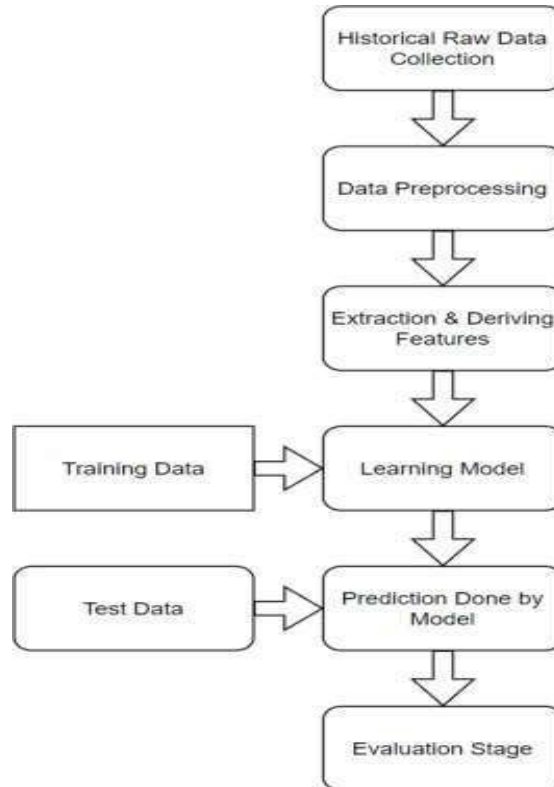 Historical Raw Data
Collection
Data Preprocessing
Extraction & Deriving
Features
Training Data
Learning Model
Test Data
Prediction Done by
Model
Evaluation Stage